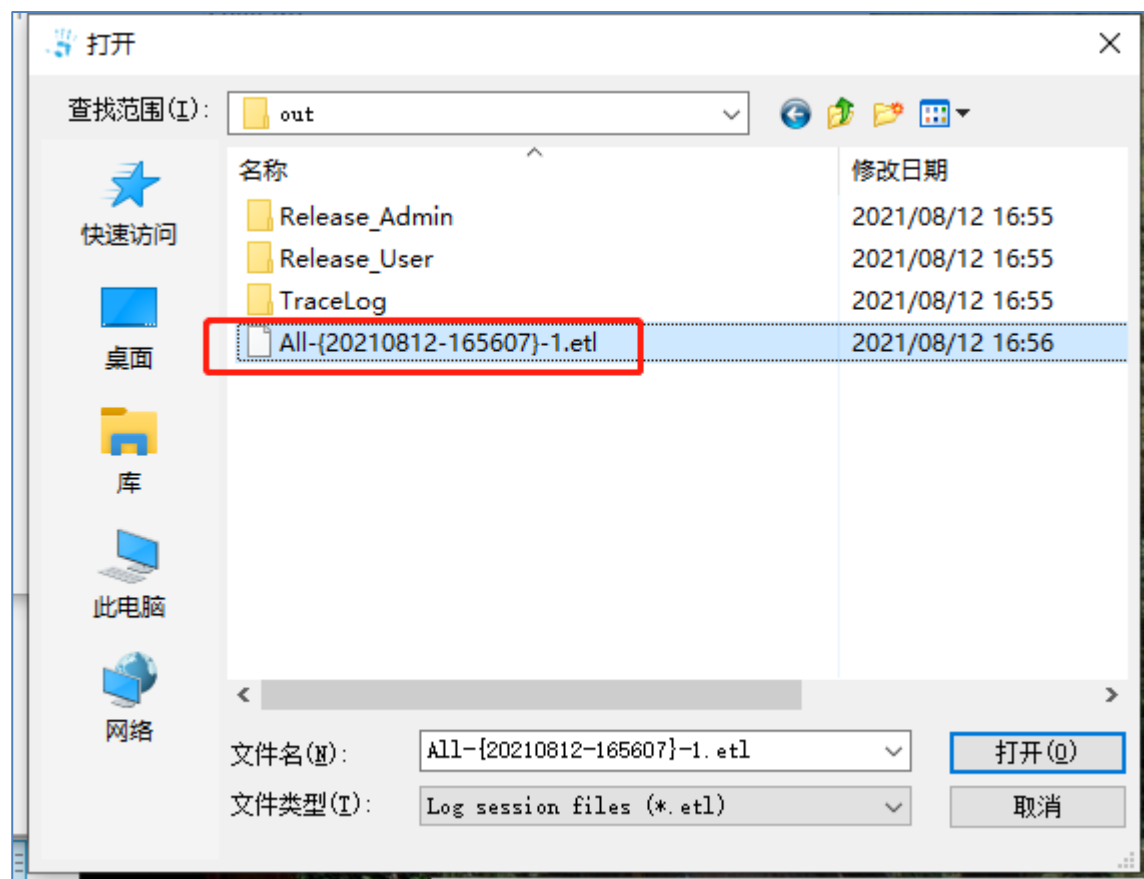 打开
查找范围(I):
out
名称
修改日期
Release_Admin
2021/08/12 16:55
Release_User
2021/08/12 16:55
TraceLog
2021/08/12 16:55
All-{20210812-165607}-1.etl
2021/08/12 16:56
快速访问
桌面
库
此电脑
网络
文件名(N):
All-{20210812-165607}-1.etl
打开(O)
文件类型(T):
Log session files (*.etl)
取消